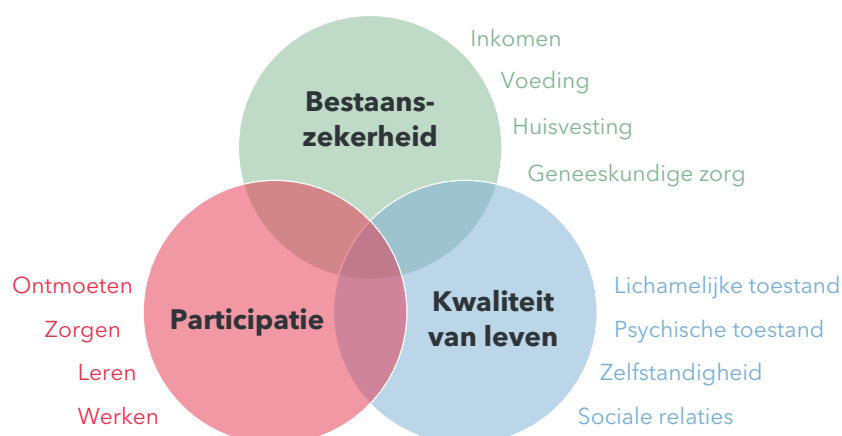 Inkomen
Voeding
Bestaans-
zekerheid
Huisvesting
Geneeskundige zorg
Ontmoeten
Zorgen
Leren
Werken
Participatie
Kwaliteit
van leven
Lichamelijke toestand
Psychische toestand
Zelfstandigheid
Sociale relaties